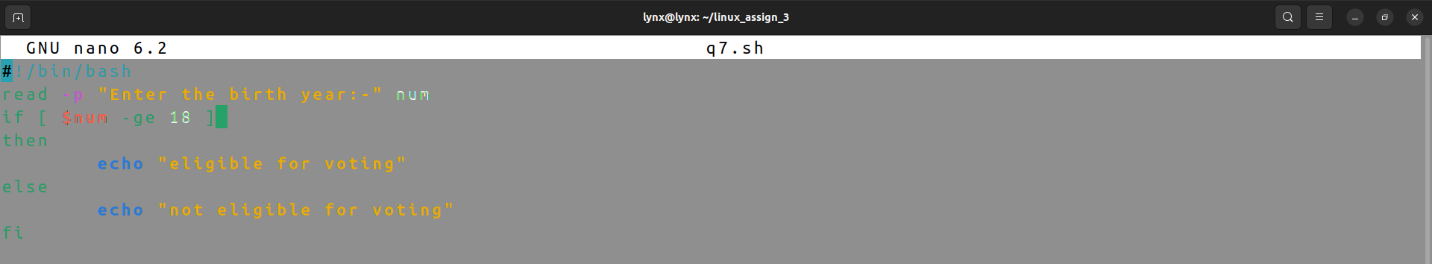 lynx@lynx: ~/linux_assign_3
GNU nano 6.2 q7.sh
#!/bin/bash
read -p "Enter the birth year:-" num
if [ $mum -ge 18 ]
then
echo "eligible for voting"
else
echo "not eligible for voting"
fi